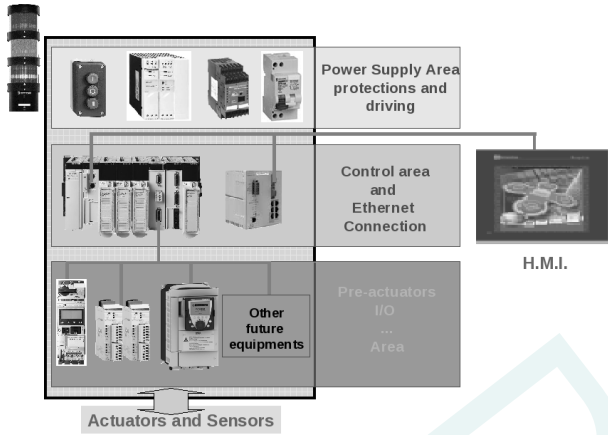 Power Supply Area
protections and
driving
Control area
and
Ethernet
Connection
H.M.I.
Pre-actuators
I/O
...
Area
Other
future
equipments
Actuators and Sensors